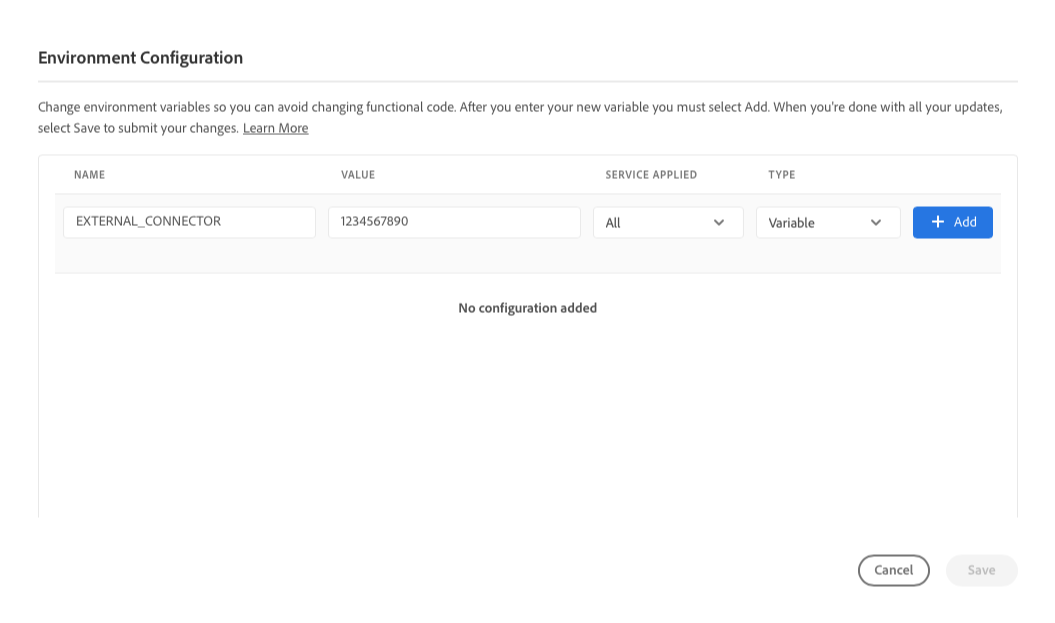 Environment Configuration
Change environment variables so you can avoid changing functional code. After you enter your new variable you must select Add. When you're done with all your updates,
select Save to submit your changes. Learn More
NAME VALUE SERVICE APPLIED TYPE
EXTERNAL_CONNECTOR 1234567890 All Variable + Add
No configuration added
Cancel Save